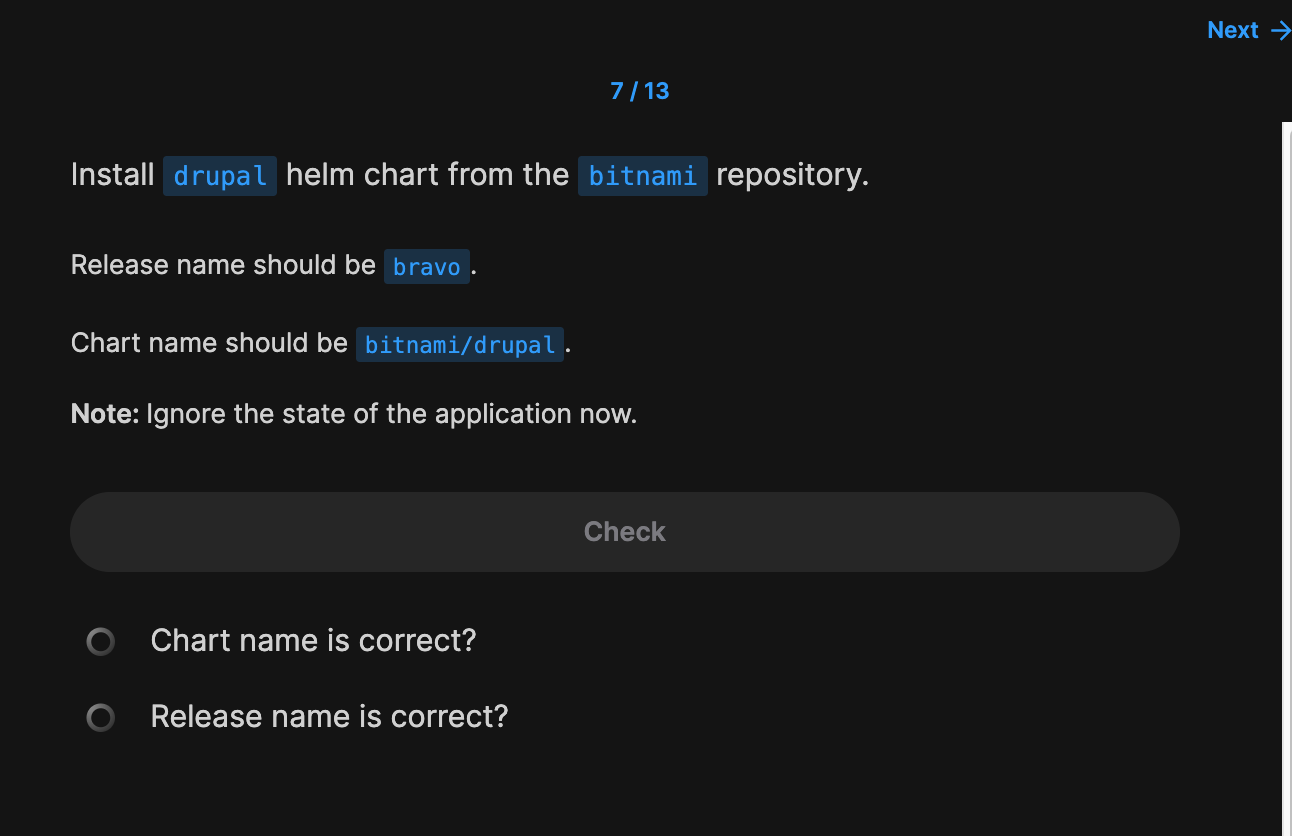 Next →
7 / 13
Install drupal helm chart from the bitnami repository.
Release name should be bravo.
Chart name should be bitnami/drupal.
Note: Ignore the state of the application now.
Check
Chart name is correct?
Release name is correct?